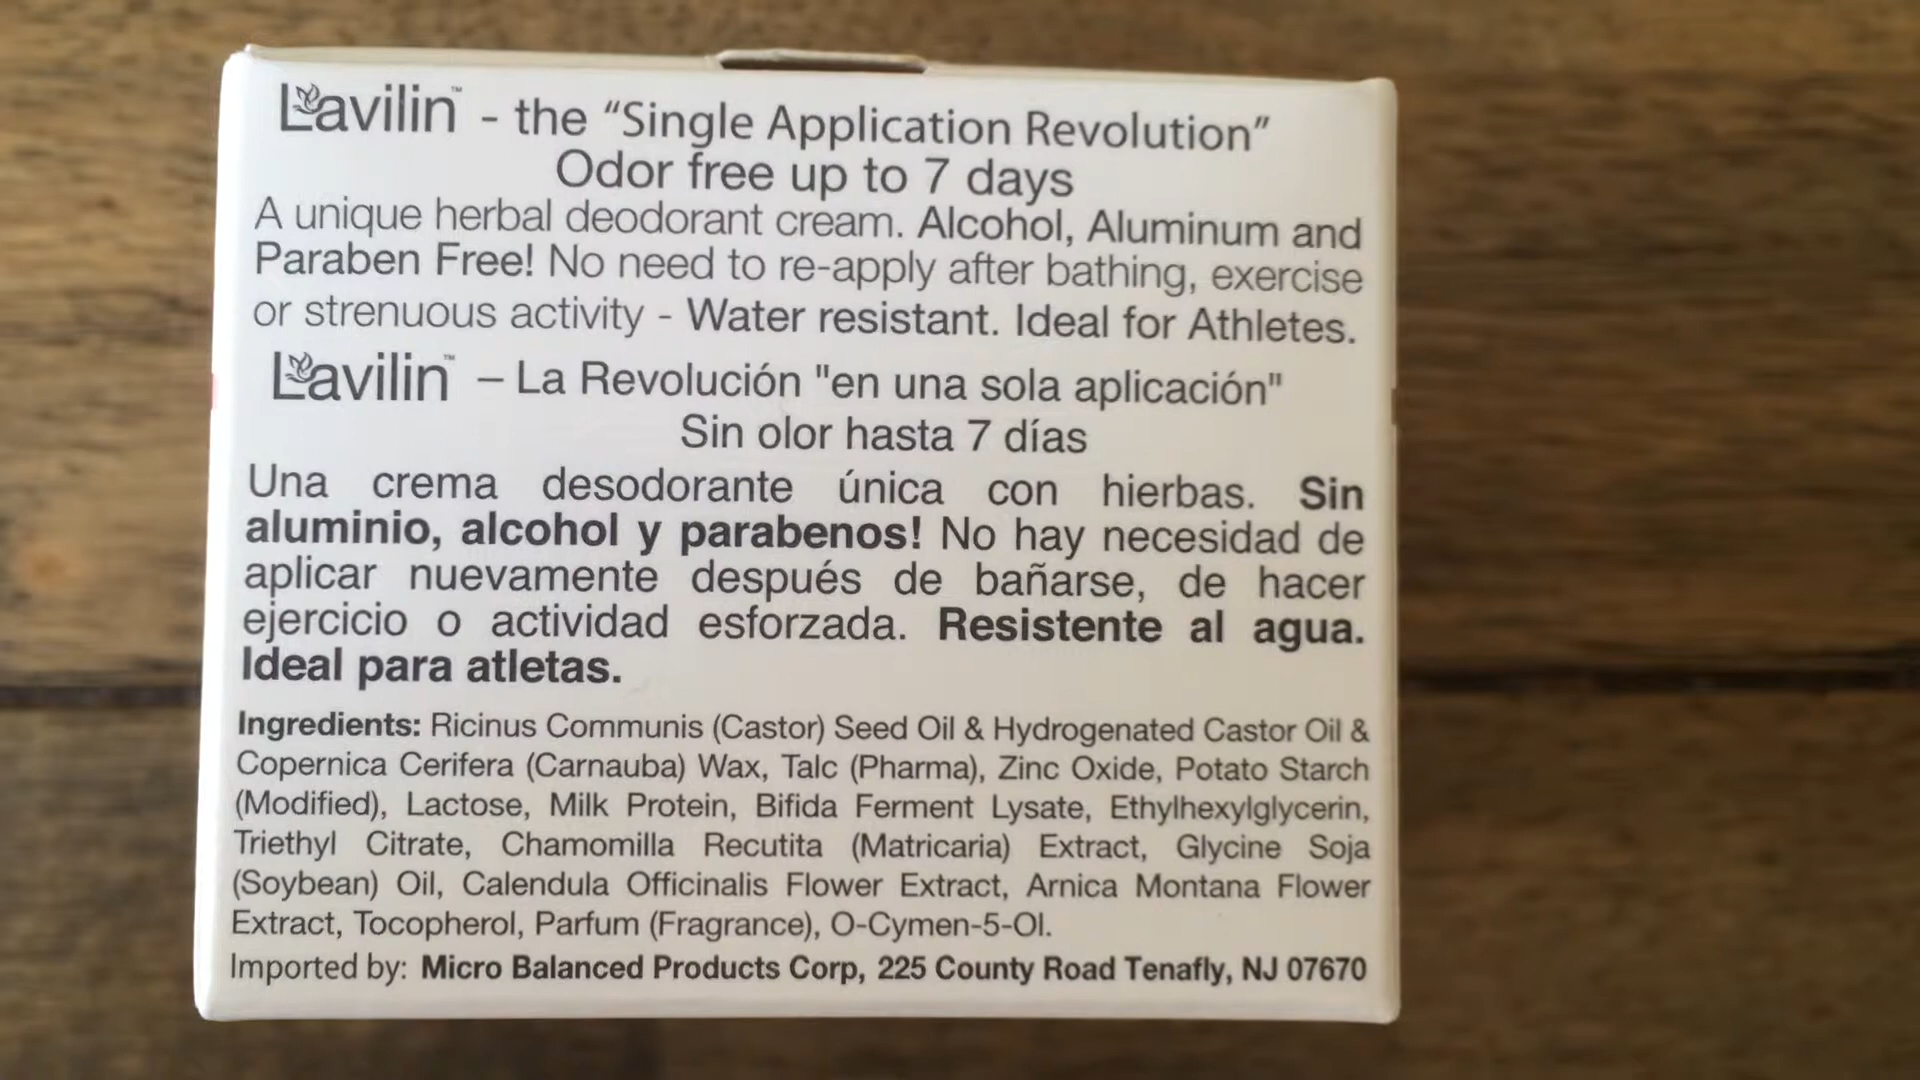 Lavilin™ - the “Single Application Revolution”
Odor free up to 7 days
A unique herbal deodorant cream. Alcohol, Aluminum and
Paraben Free! No need to re-apply after bathing, exercise
or strenuous activity - Water resistant. Ideal for Athletes.
Lavilin™ – La Revolución "en una sola aplicación"
Sin olor hasta 7 días
Una crema desodorante única con hierbas. Sin
aluminio, alcohol y parabenos! No hay necesidad de
aplicar nuevamente después de bañarse, de hacer
ejercicio o actividad esforzada. Resistente al agua.
Ideal para atletas.
Ingredients: Ricinus Communis (Castor) Seed Oil & Hydrogenated Castor Oil &
Copernica Cerifera (Carnauba) Wax, Talc (Pharma), Zinc Oxide, Potato Starch
(Modified), Lactose, Milk Protein, Bifida Ferment Lysate, Ethylhexylglycerin,
Triethyl Citrate, Chamomilla Recutita (Matricaria) Extract, Glycine Soja
(Soybean) Oil, Calendula Officinalis Flower Extract, Arnica Montana Flower
Extract, Tocopherol, Parfum (Fragrance), O-Cymen-5-Ol.
Imported by: Micro Balanced Products Corp, 225 County Road Tenafly, NJ 07670